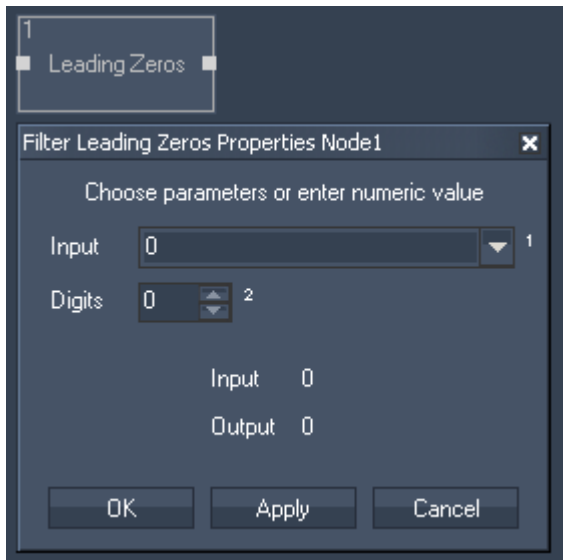 1
Leading Zeros
Filter Leading Zeros Properties Node1
Choose parameters or enter numeric value
Input 0 1
Digits 0 2
Input 0
Output 0
OK Apply Cancel